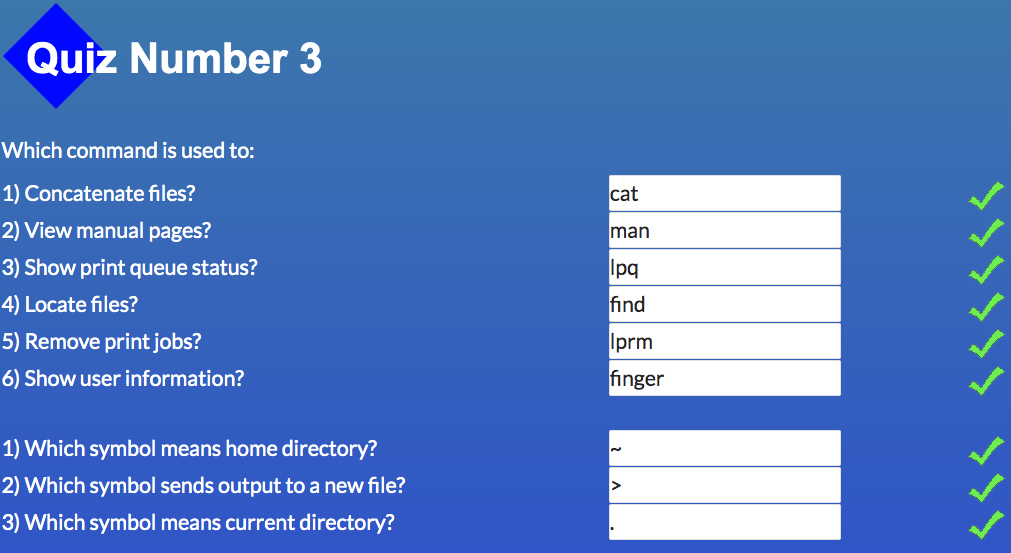 Quiz Number 3
Which command is used to:
1) Concatenate files? cat
2) View manual pages? man
3) Show print queue status? lpq
4) Locate files? find
5) Remove print jobs? lprm
6) Show user information? finger
1) Which symbol means home directory? ~
2) Which symbol sends output to a new file? >
3) Which symbol means current directory? .